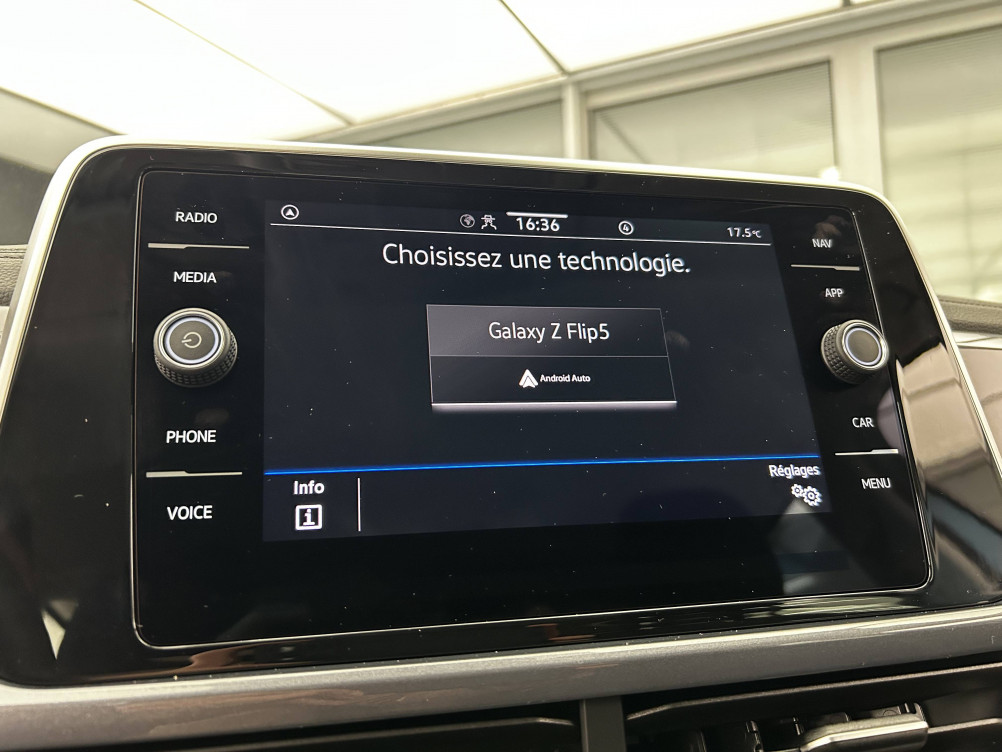 RADIO
MEDIA
PHONE
VOICE
16:36
4
17.5°C
Choisissez une technologie.
Galaxy Z Flip5
Android Auto
Info
i
Réglages
NAV
APP
CAR
MENU